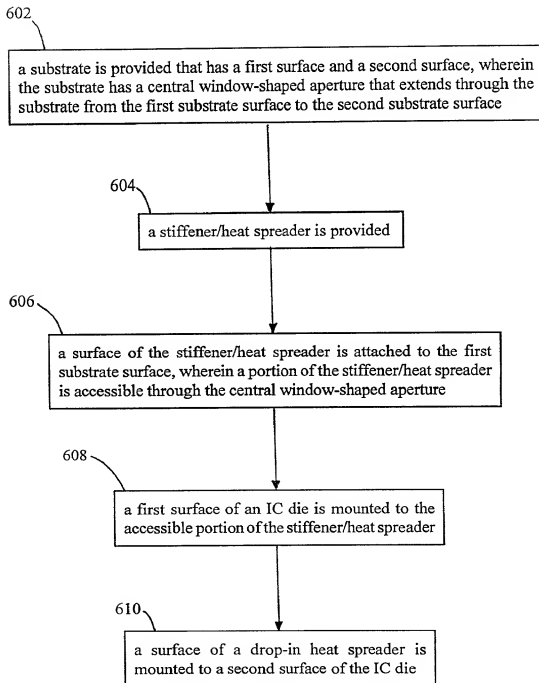 602
a substrate is provided that has a first surface and a second surface, wherein
the substrate has a central window-shaped aperture that extends through the
substrate from the first substrate surface to the second substrate surface
604
a stiffener/heat spreader is provided
606
a surface of the stiffener/heat spreader is attached to the first
substrate surface, wherein a portion of the stiffener/heat spreader
is accessible through the central window-shaped aperture
608
a first surface of an IC die is mounted to the
accessible portion of the stiffener/heat spreader
610
a surface of a drop-in heat spreader is
mounted to a second surface of the IC die